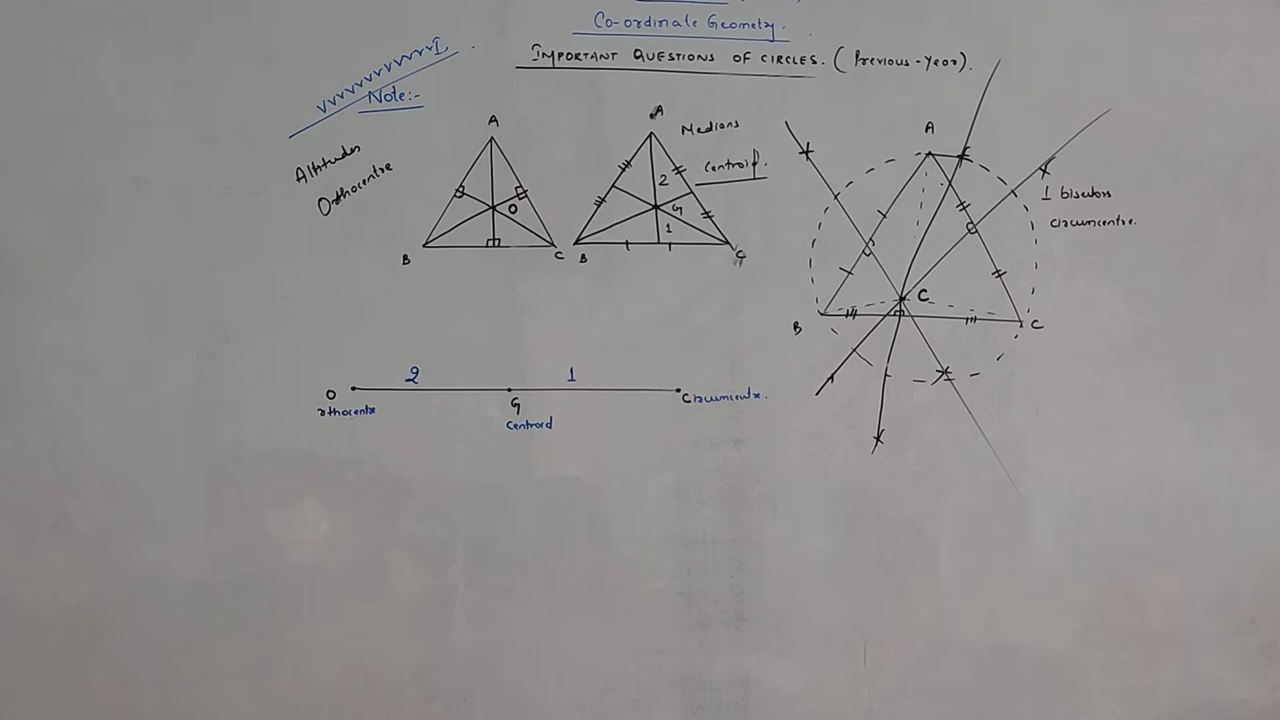 Co-ordinate Geometry.
IMPORTANT QUESTIONS OF CIRCLES. (Previous-Year).
VVVVVVVVVVVI
Note:-
Altitudes
Orthocentre
A
O
B
C
A
Medians
Centroid.
2
G
1
B
C
A
⊥ bisectors
circumcentre.
C
B
C
2
1
O
orthocentre
G
Centroid
Circumcentre.